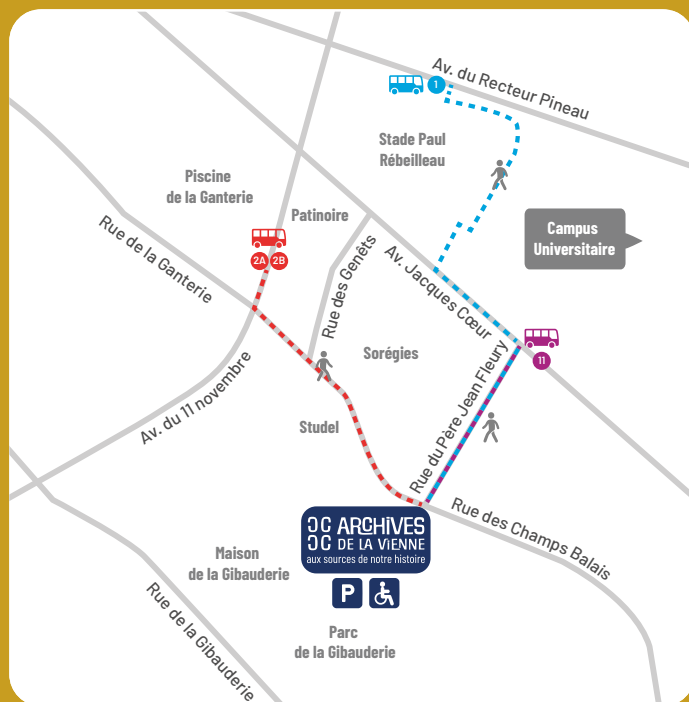 Av. du Recteur Pineau
1
Stade Paul
Rébeilleau
Piscine
de la Ganterie
Patinoire
Campus
Universitaire
Rue de la Ganterie
2A
2B
Rue des Genêts
Av. Jacques Cœur
11
Sorégies
Av. du 11 novembre
Studel
Rue du Père Jean Fleury
ARCHIVES
DE LA VIENNE
aux sources de notre histoire
Rue des Champs Balais
Maison
de la Gibauderie
P
Rue de la Gibauderie
Parc
de la Gibauderie